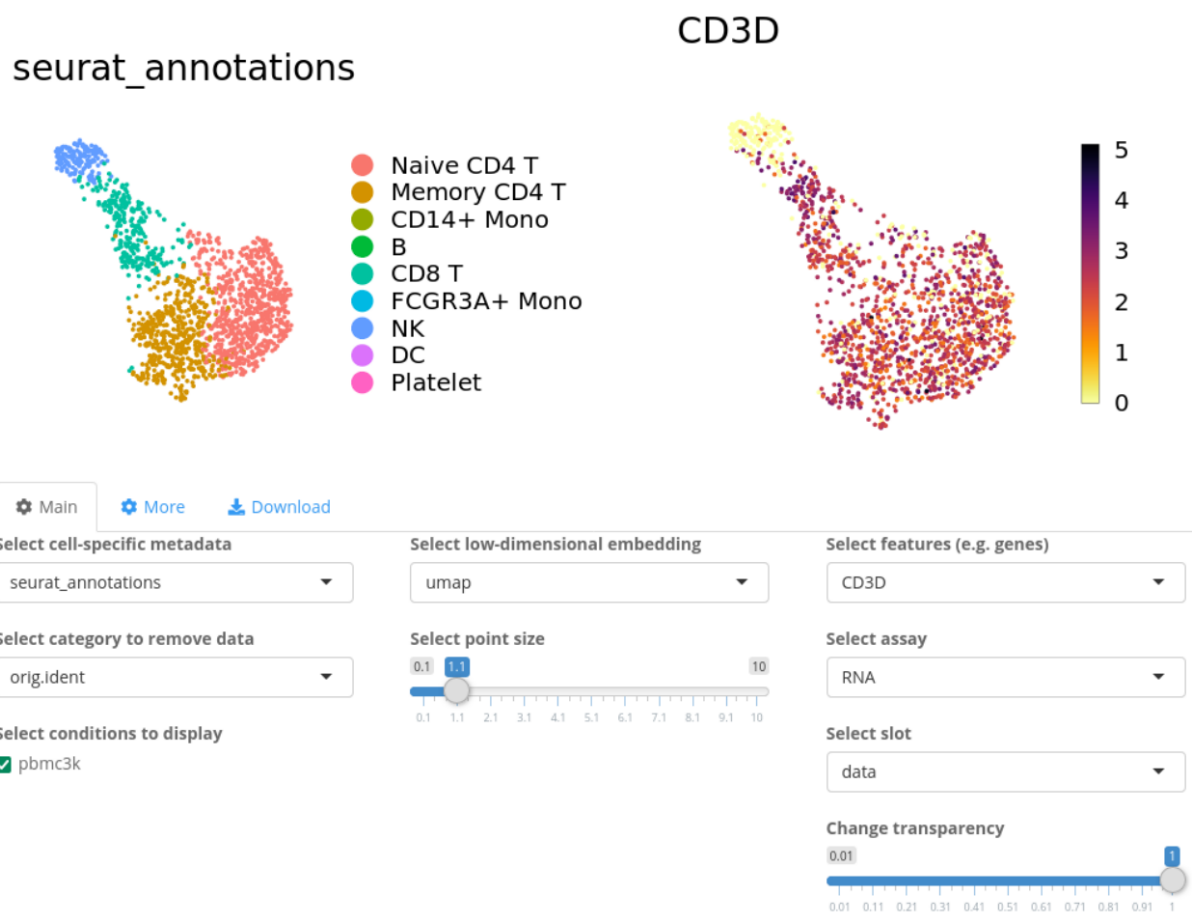 CD3D
seurat_annotations
Naive CD4 T
Memory CD4 T
CD14+ Mono
B
CD8 T
FCGR3A+ Mono
NK
DC
Platelet
5
4
3
2
1
0
Main
More
Download
Select cell-specific metadata
Select low-dimensional embedding
Select features (e.g. genes)
seurat_annotations
umap
CD3D
Select category to remove data
Select point size
Select assay
orig.ident
0.1 1.1 10
RNA
0.1 1.1 2.1 3.1 4.1 5.1 6.1 7.1 8.1 9.1 10
Select conditions to display
Select slot
pbmc3k
data
Change transparency
0.01 1
0.01 0.11 0.21 0.31 0.41 0.51 0.61 0.71 0.81 0.91 1